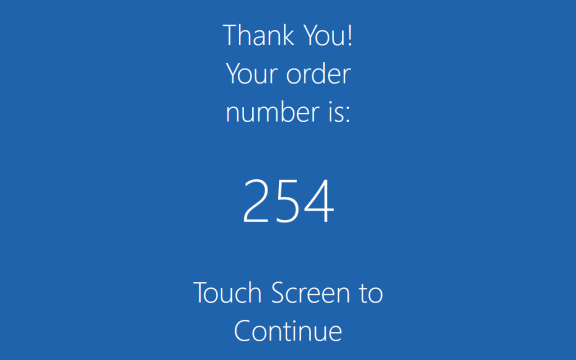 Thank You!
Your order
number is:
254
Touch Screen to
Continue